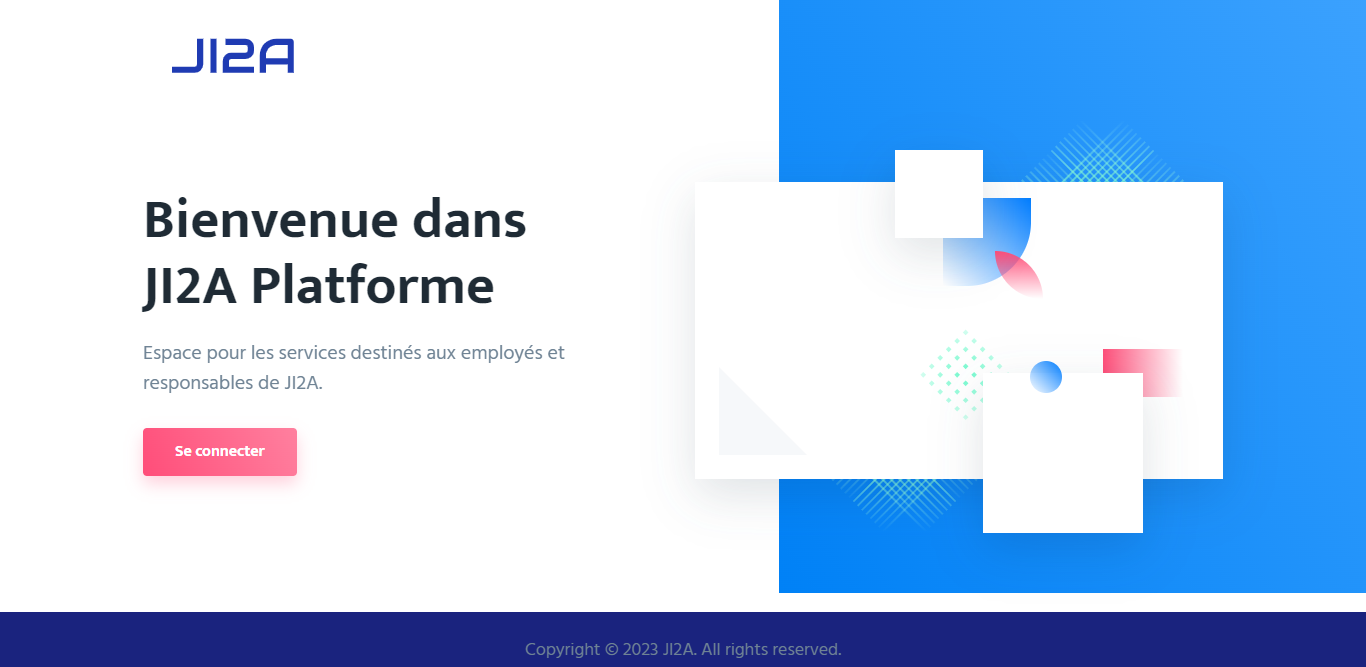 JI2A
Bienvenue dans
JI2A Platforme
Espace pour les services destinés aux employés et
responsables de JI2A.
Se connecter
Copyright © 2023 JI2A. All rights reserved.